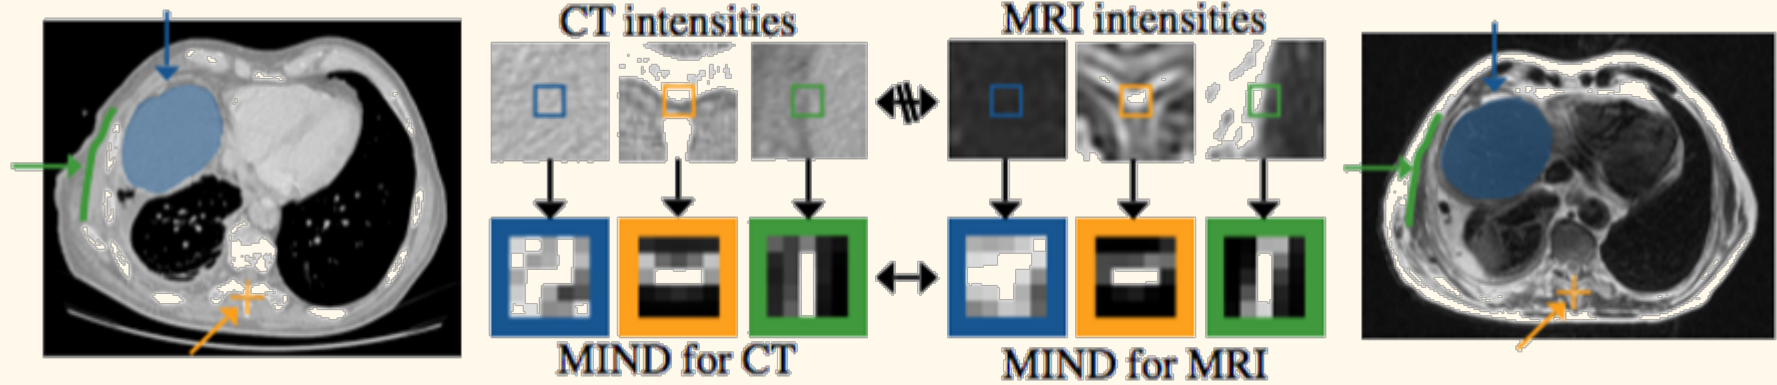 CT intensities
MRI intensities
MIND for CT
MIND for MRI